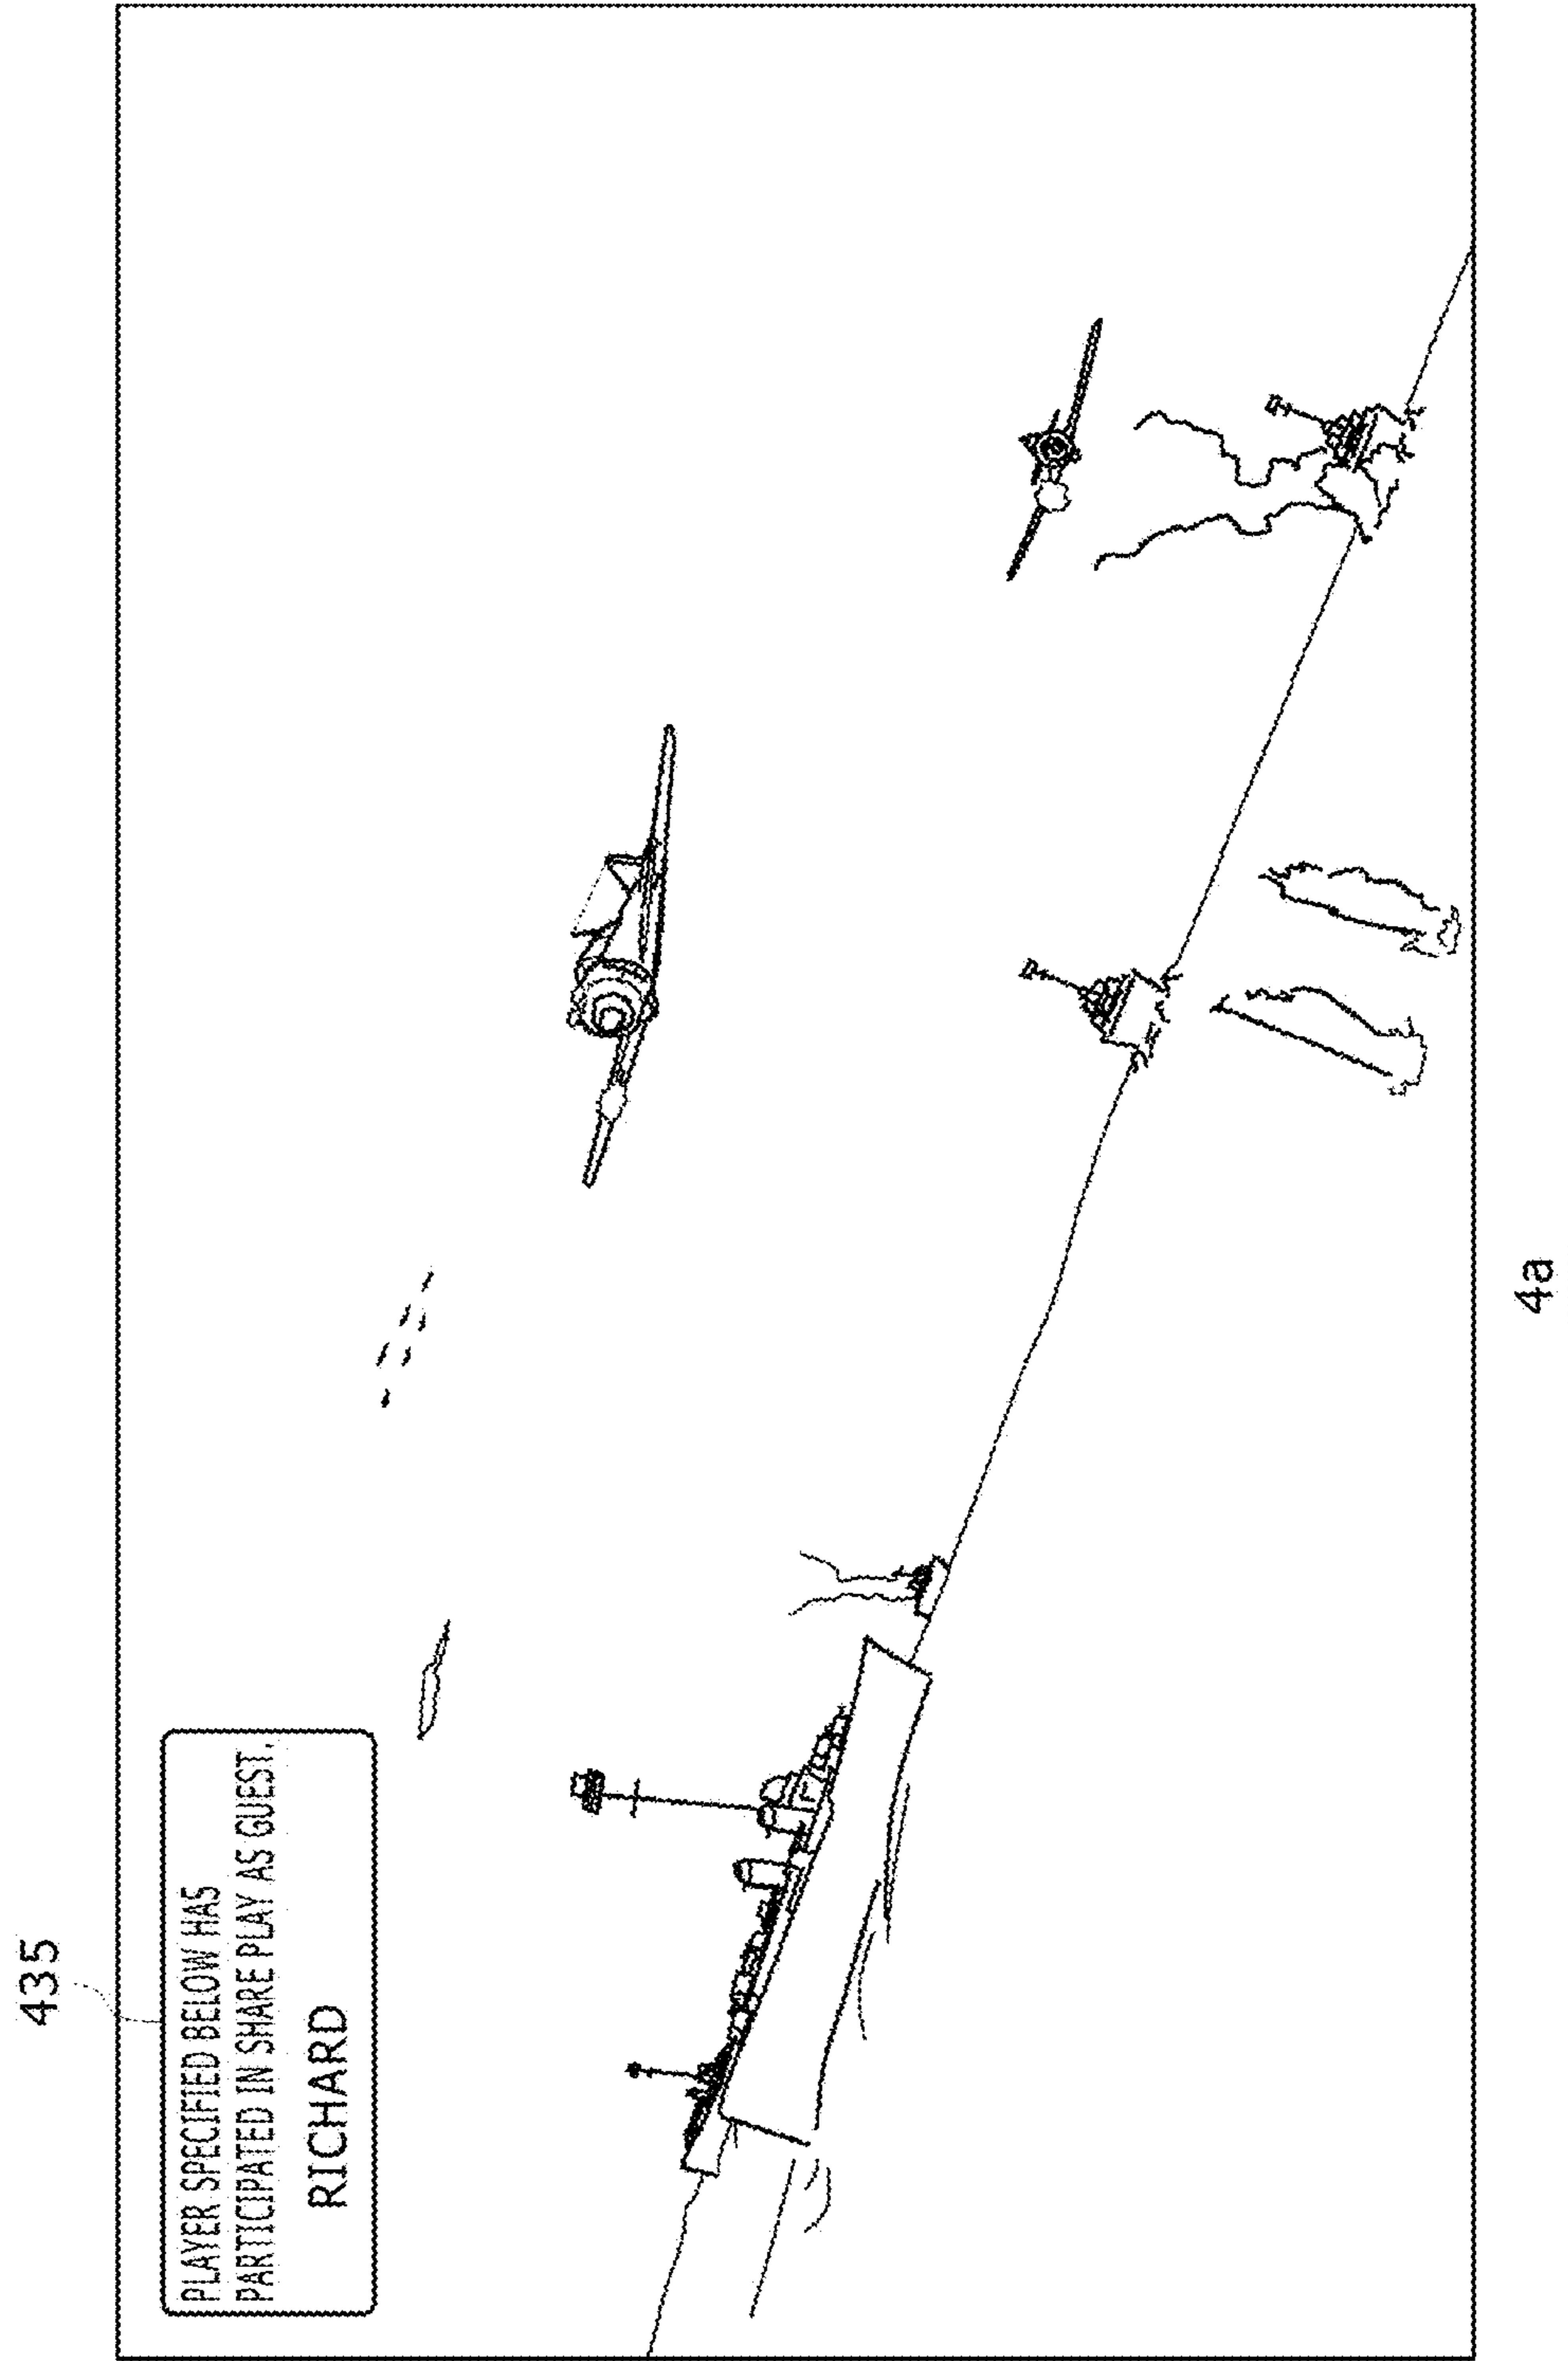 435
PLAYER SPECIFIED BELOW HAS
PARTICIPATED IN SHARE PLAY AS GUEST.
RICHARD
4a